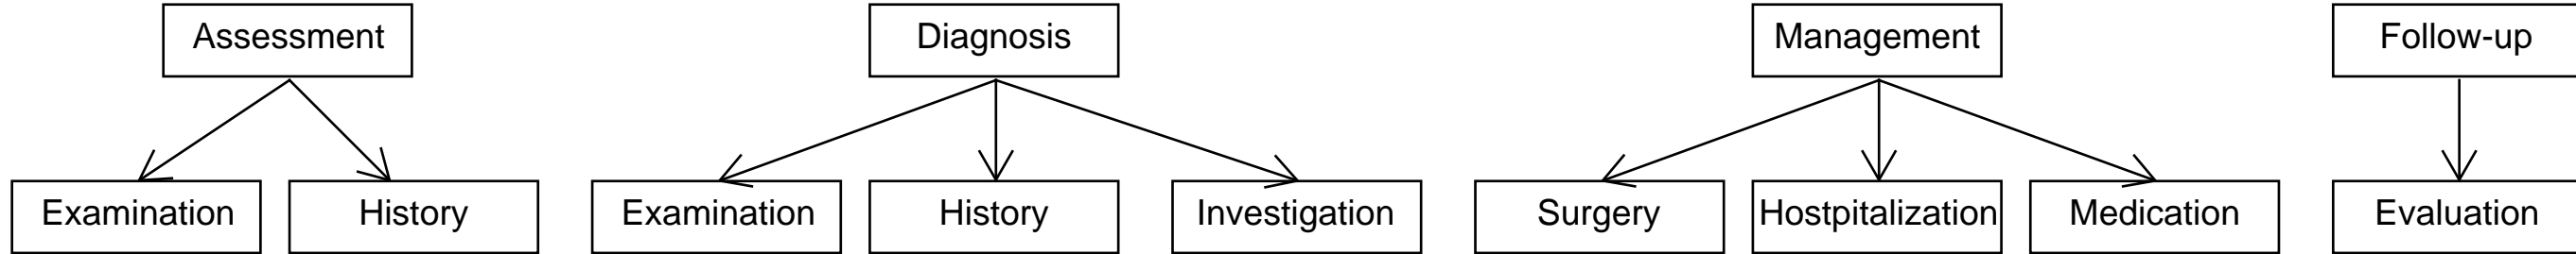 Assessment
Diagnosis
Management
Follow-up
Examination
History
Examination
History
Investigation
Surgery
Hostpitalization
Medication
Evaluation